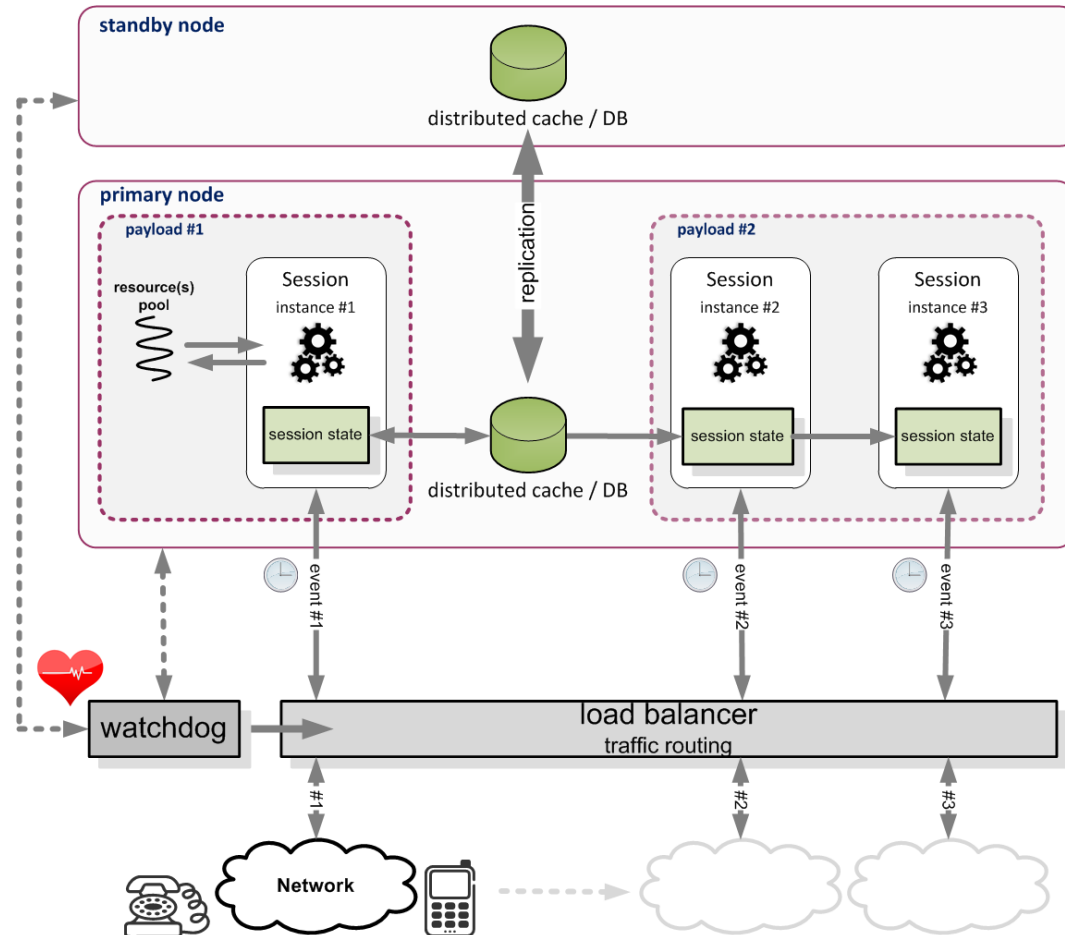 standby node
distributed cache / DB
replication
primary node
payload #1
resource(s)
pool
Session
instance #1
session state
distributed cache / DB
payload #2
Session
instance #2
session state
Session
instance #3
session state
event #1
event #2
event #3
watchdog
load balancer
traffic routing
#1
#2
#3
Network